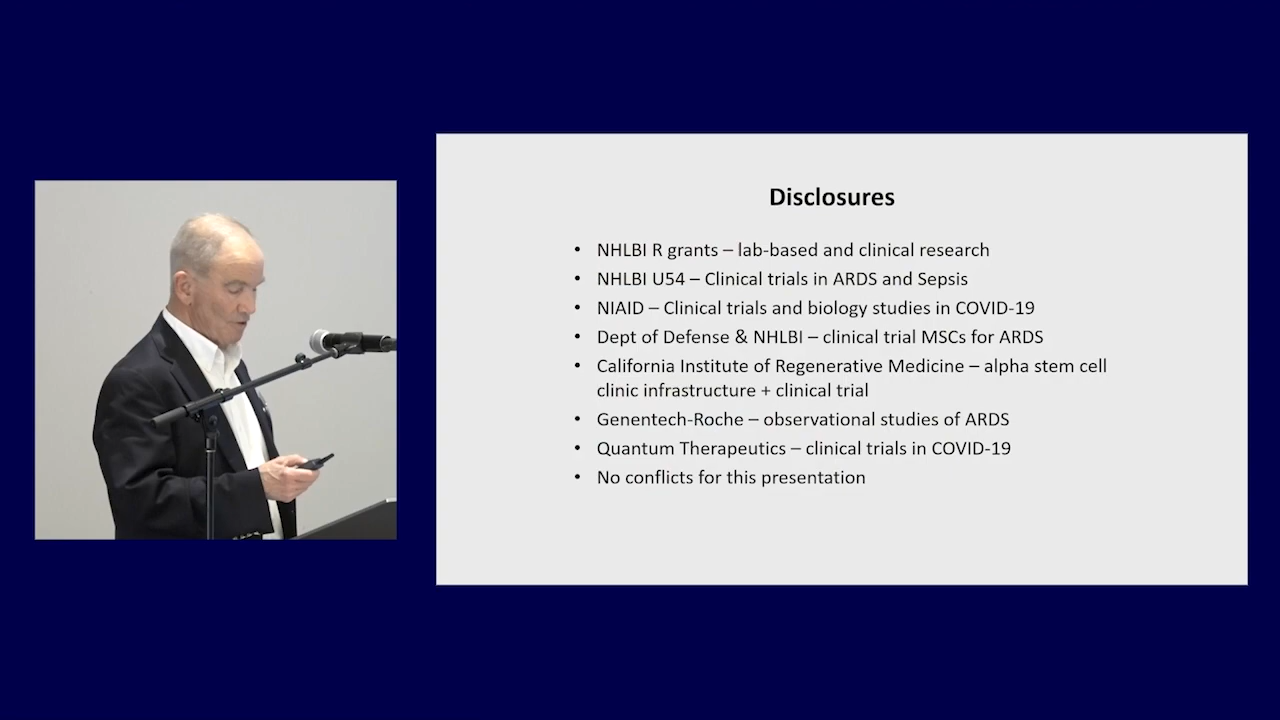 Disclosures
• NHLBI R grants – lab-based and clinical research
• NHLBI U54 – Clinical trials in ARDS and Sepsis
• NIAID – Clinical trials and biology studies in COVID-19
• Dept of Defense & NHLBI – clinical trial MSCs for ARDS
• California Institute of Regenerative Medicine – alpha stem cell
clinic infrastructure + clinical trial
• Genentech-Roche – observational studies of ARDS
• Quantum Therapeutics – clinical trials in COVID-19
• No conflicts for this presentation